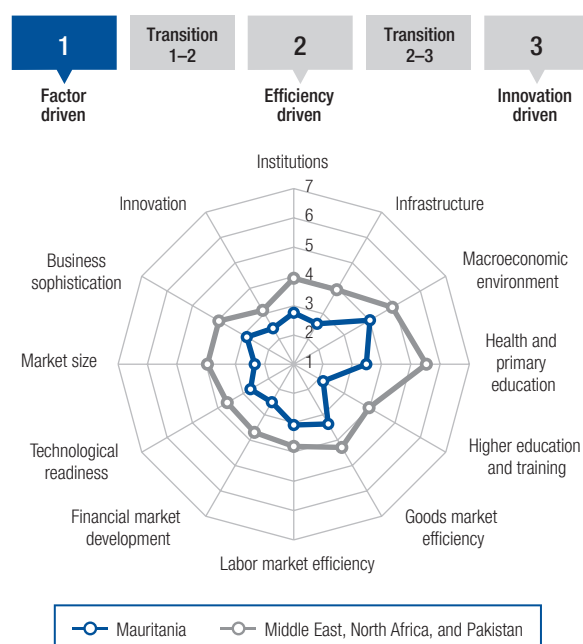 1
Transition
1–2
2
Transition
2–3
3
Factor
driven
Efficiency
driven
Innovation
driven
Institutions
Infrastructure
Macroeconomic
environment
Health and
primary
education
Higher education
and training
Goods market
efficiency
Labor market efficiency
Financial market
development
Technological
readiness
Market size
Business
sophistication
Innovation
7
6
5
4
3
2
1
Mauritania
Middle East, North Africa, and Pakistan